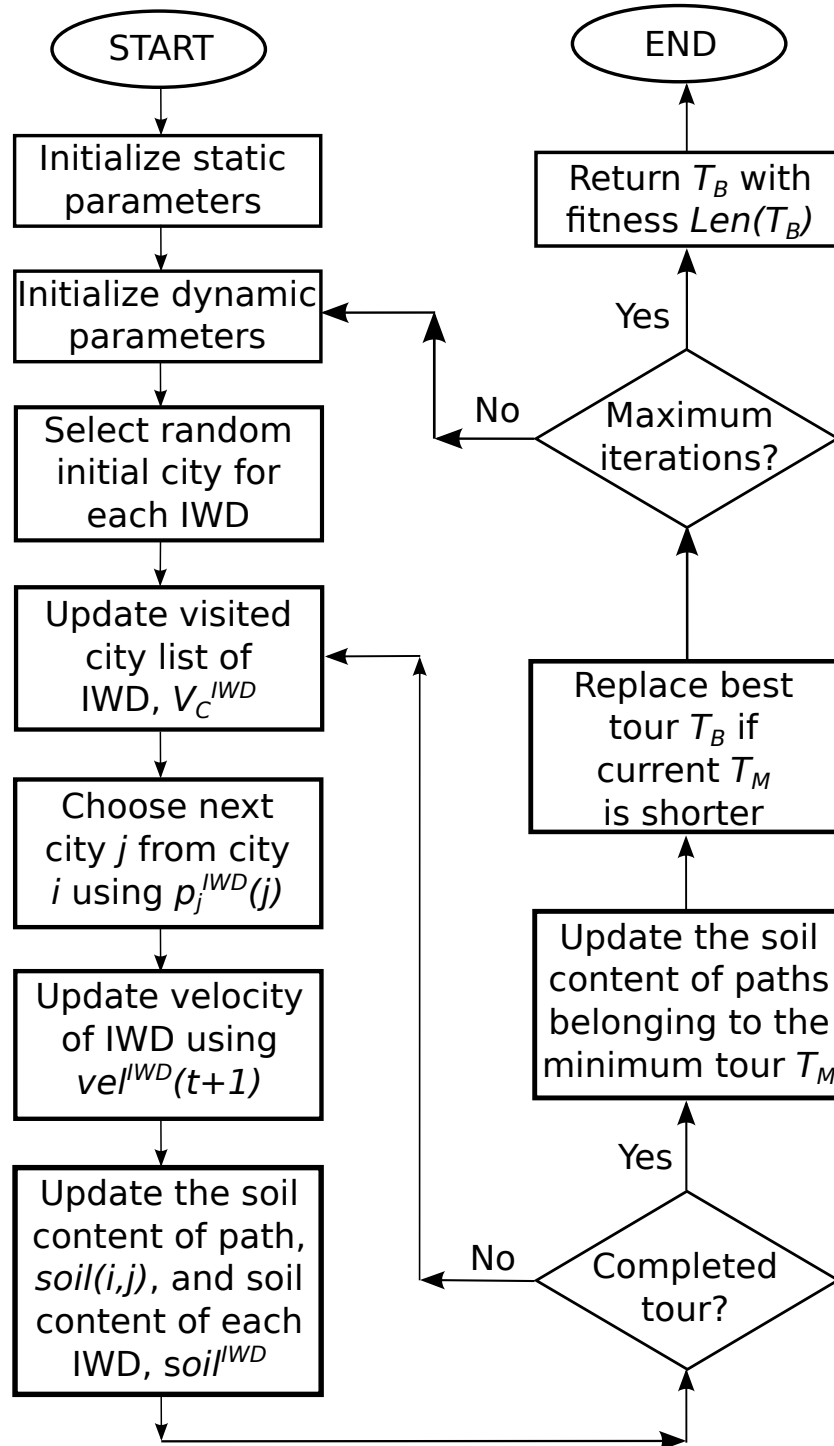 START
Initialize static
parameters
Initialize dynamic
parameters
Select random
initial city for
each IWD
Update visited
city list of
IWD, V_C^IWD
Choose next
city j from city
i using p_j^IWD(j)
Update velocity
of IWD using
vel^IWD(t+1)
Update the soil
content of path,
soil(i,j), and soil
content of each
IWD, soil^IWD
Completed
tour?
No
Yes
Update the soil
content of paths
belonging to the
minimum tour T_M
Replace best
tour T_B if
current T_M
is shorter
Maximum
iterations?
No
Yes
Return T_B with
fitness Len(T_B)
END